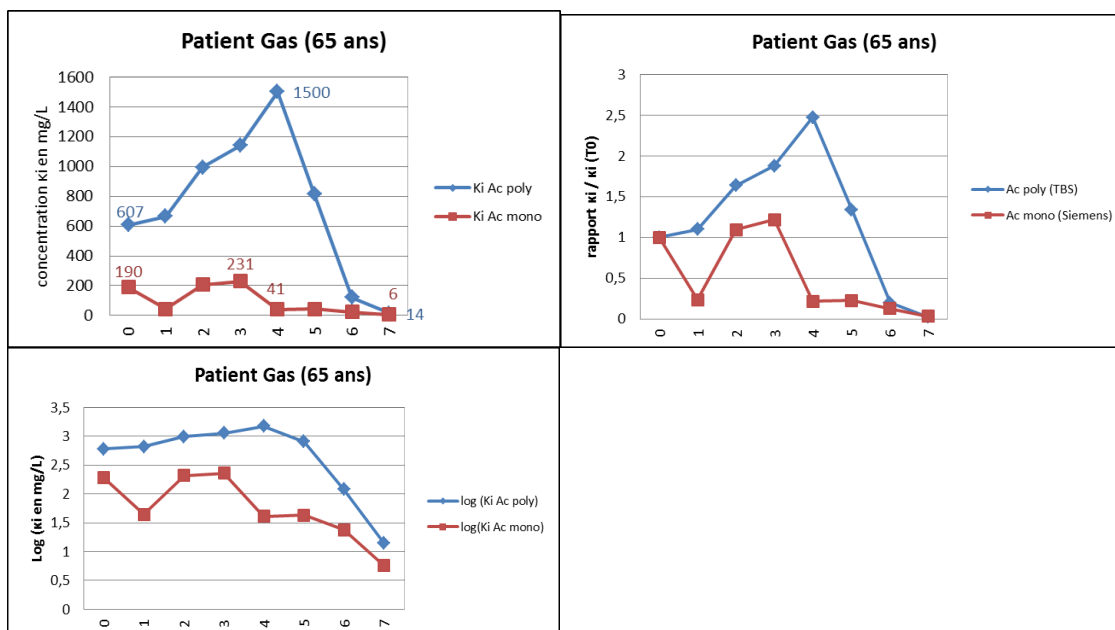 Patient Gas (65 ans)
concentration κi en mg/L
1600
1400
1200
1000
800
600
400
200
0
607
1500
190
231
41
6
14
0 1 2 3 4 5 6 7
Ki Ac poly
Ki Ac mono
Patient Gas (65 ans)
rapport κi / κi (T0)
3
2,5
2
1,5
1
0,5
0
0 1 2 3 4 5 6 7
Ac poly (TBS)
Ac mono (Siemens)
Patient Gas (65 ans)
Log (κi en mg/L)
3,5
3
2,5
2
1,5
1
0,5
0
0 1 2 3 4 5 6 7
log (Ki Ac poly)
log(Ki Ac mono)